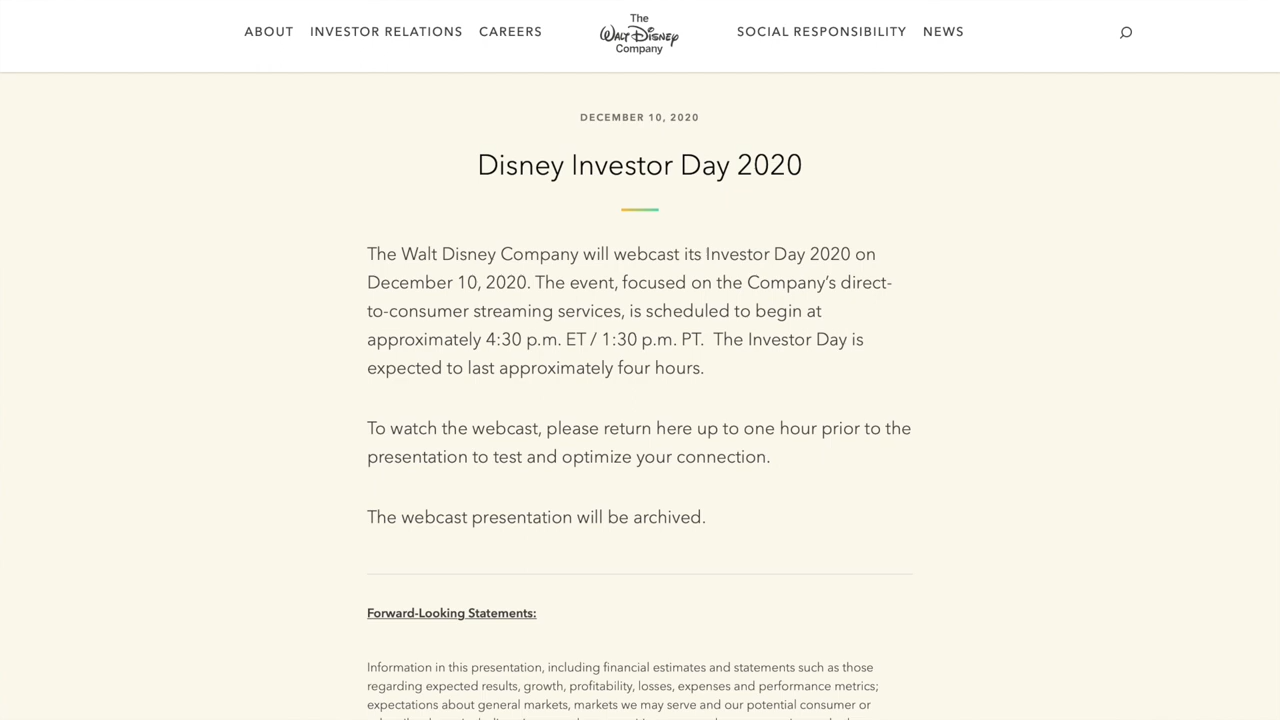 ABOUT INVESTOR RELATIONS CAREERS
The
Walt Disney
Company
SOCIAL RESPONSIBILITY NEWS
DECEMBER 10, 2020
Disney Investor Day 2020
The Walt Disney Company will webcast its Investor Day 2020 on
December 10, 2020. The event, focused on the Company’s direct-
to-consumer streaming services, is scheduled to begin at
approximately 4:30 p.m. ET / 1:30 p.m. PT.  The Investor Day is
expected to last approximately four hours.
To watch the webcast, please return here up to one hour prior to the
presentation to test and optimize your connection.
The webcast presentation will be archived.
Forward-Looking Statements:
Information in this presentation, including financial estimates and statements such as those
regarding expected results, growth, profitability, losses, expenses and performance metrics;
expectations about general markets, markets we may serve and our potential consumer or